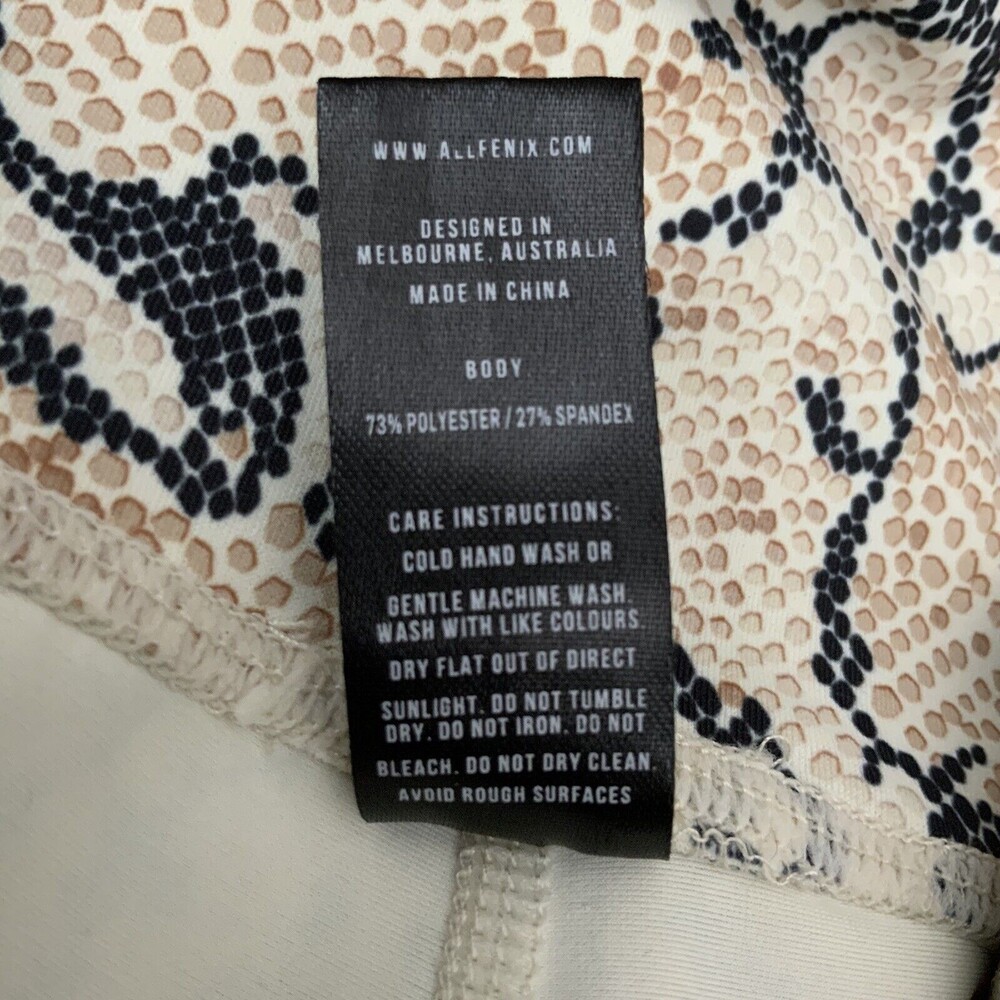 WWW ALLFENIX.COM
DESIGNED IN
MELBOURNE, AUSTRALIA
MADE IN CHINA
BODY
73% POLYESTER / 27% SPANDEX
CARE INSTRUCTIONS:
COLD HAND WASH OR
GENTLE MACHINE WASH.
WASH WITH LIKE COLOURS.
DRY FLAT OUT OF DIRECT
SUNLIGHT. DO NOT TUMBLE
DRY. DO NOT IRON. DO NOT
BLEACH. DO NOT DRY CLEAN.
AVOID ROUGH SURFACES